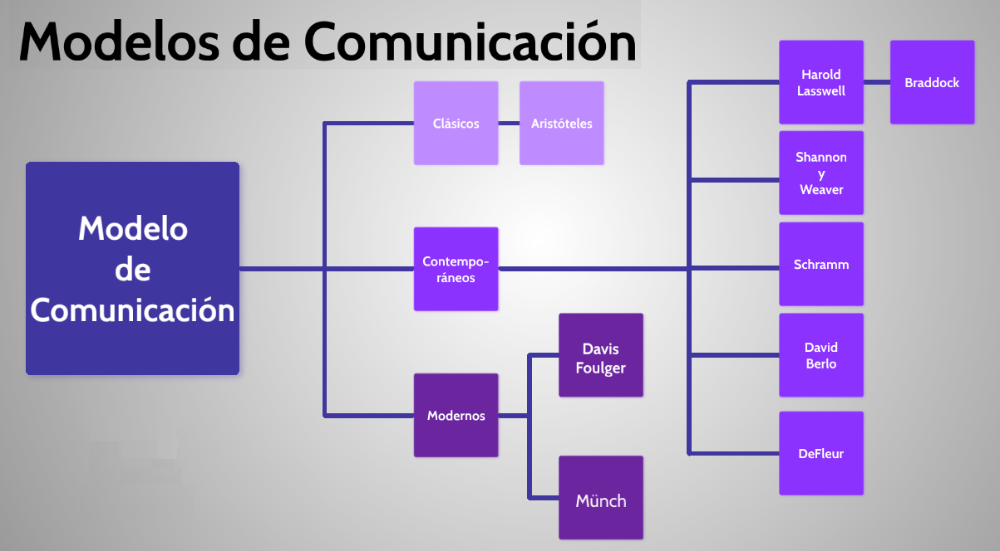 Modelos de Comunicación
Modelo
de
Comunicación
Clásicos
Aristóteles
Contempo-
ráneos
Harold
Lasswell
Braddock
Shannon
y
Weaver
Schramm
David
Berlo
DeFleur
Modernos
Davis
Foulger
Münch